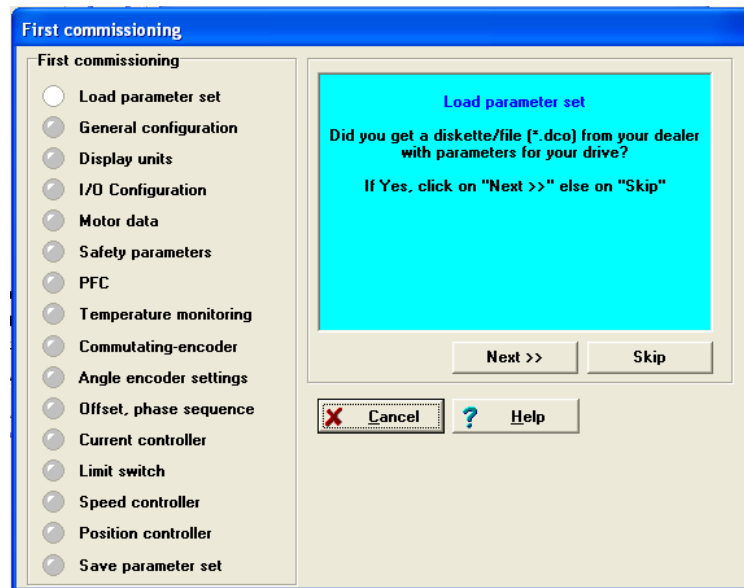 First commissioning
First commissioning
Load parameter set
General configuration
Display units
I/O Configuration
Motor data
Safety parameters
PFC
Temperature monitoring
Commutating-encoder
Angle encoder settings
Offset, phase sequence
Current controller
Limit switch
Speed controller
Position controller
Save parameter set
Load parameter set
Did you get a diskette/file (*.dco) from your dealer
with parameters for your drive?
If Yes, click on "Next >>" else on "Skip"
Next >>
Skip
Cancel
Help